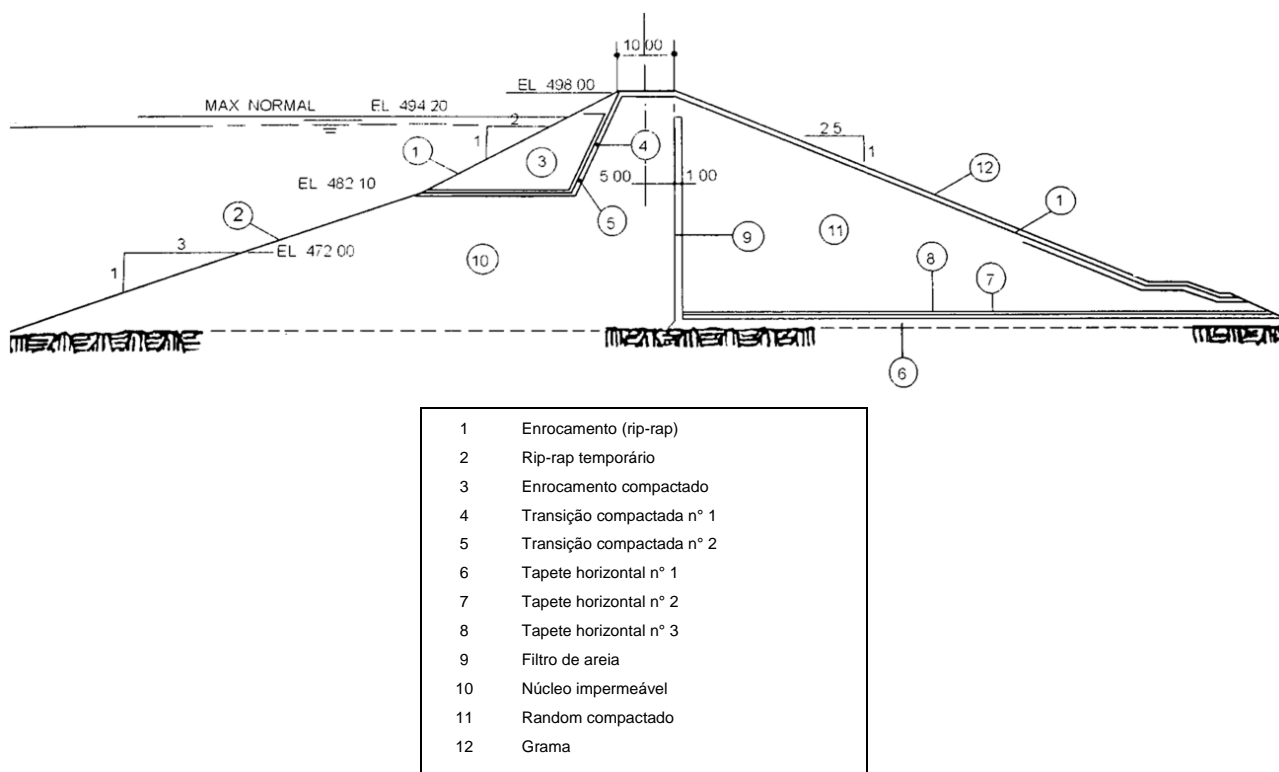 10.00
EL 498 00
MAX NORMAL EL 494 20
2
1
2 5
1
1
3
4
12
EL 482 10
5 00
1.00
2
5
1
9
11
3
EL 472 00
10
8
7
1
6
1 Enrocamento (rip-rap)
2 Rip-rap temporário
3 Enrocamento compactado
4 Transição compactada n° 1
5 Transição compactada n° 2
6 Tapete horizontal n° 1
7 Tapete horizontal n° 2
8 Tapete horizontal n° 3
9 Filtro de areia
10 Núcleo impermeável
11 Random compactado
12 Grama